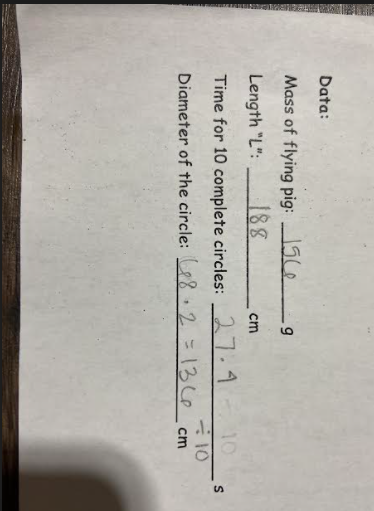 Data:
Mass of flying pig: 156 g
Length "L": 188 cm
Time for 10 complete circles: 27.4 ÷ 10 s
Diameter of the circle: 68 · 2 = 136 cm